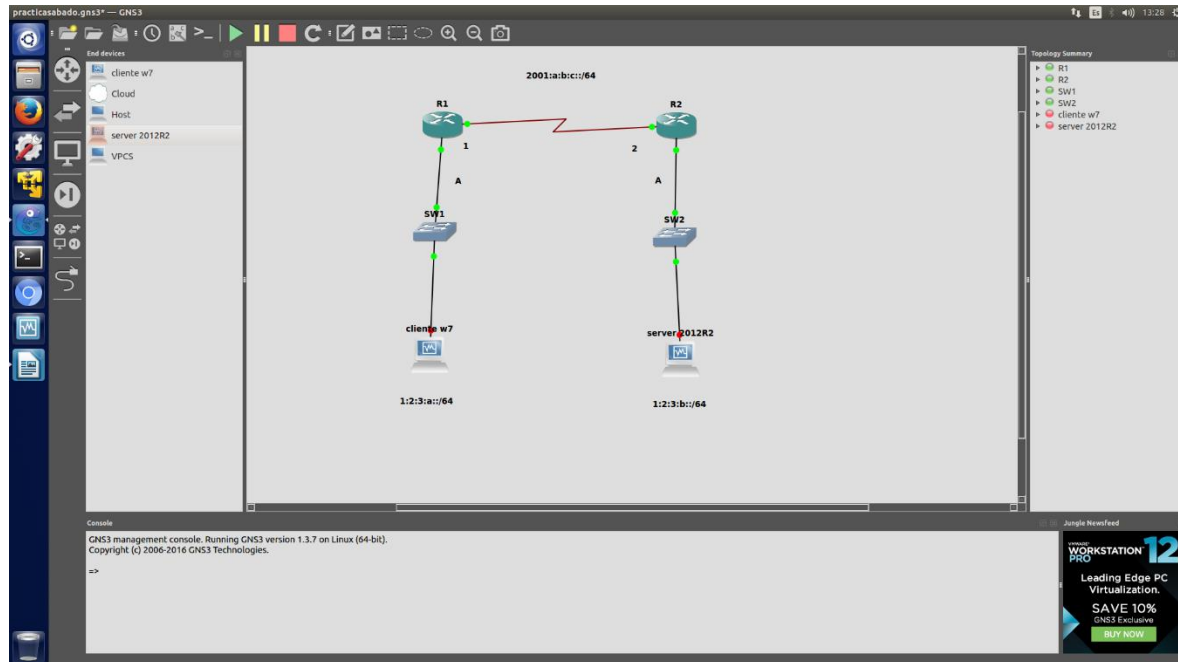 practicasabado.gns3* — GNS3
Es
13:28
End devices
cliente w7
Cloud
Host
server 2012R2
VPCS
2001:a:b:c::/64
R1
R2
1
2
A
A
SW1
SW2
cliente w7
server 2012R2
1:2:3:a::/64
1:2:3:b::/64
Topology Summary
R1
R2
SW1
SW2
cliente w7
server 2012R2
Console
GNS3 management console. Running GNS3 version 1.3.7 on Linux (64-bit).
Copyright (c) 2006-2016 GNS3 Technologies.
=>
Jungle Newsfeed
VMWARE
WORKSTATION 12
PRO
Leading Edge PC
Virtualization.
SAVE 10%
GNS3 Exclusive
BUY NOW